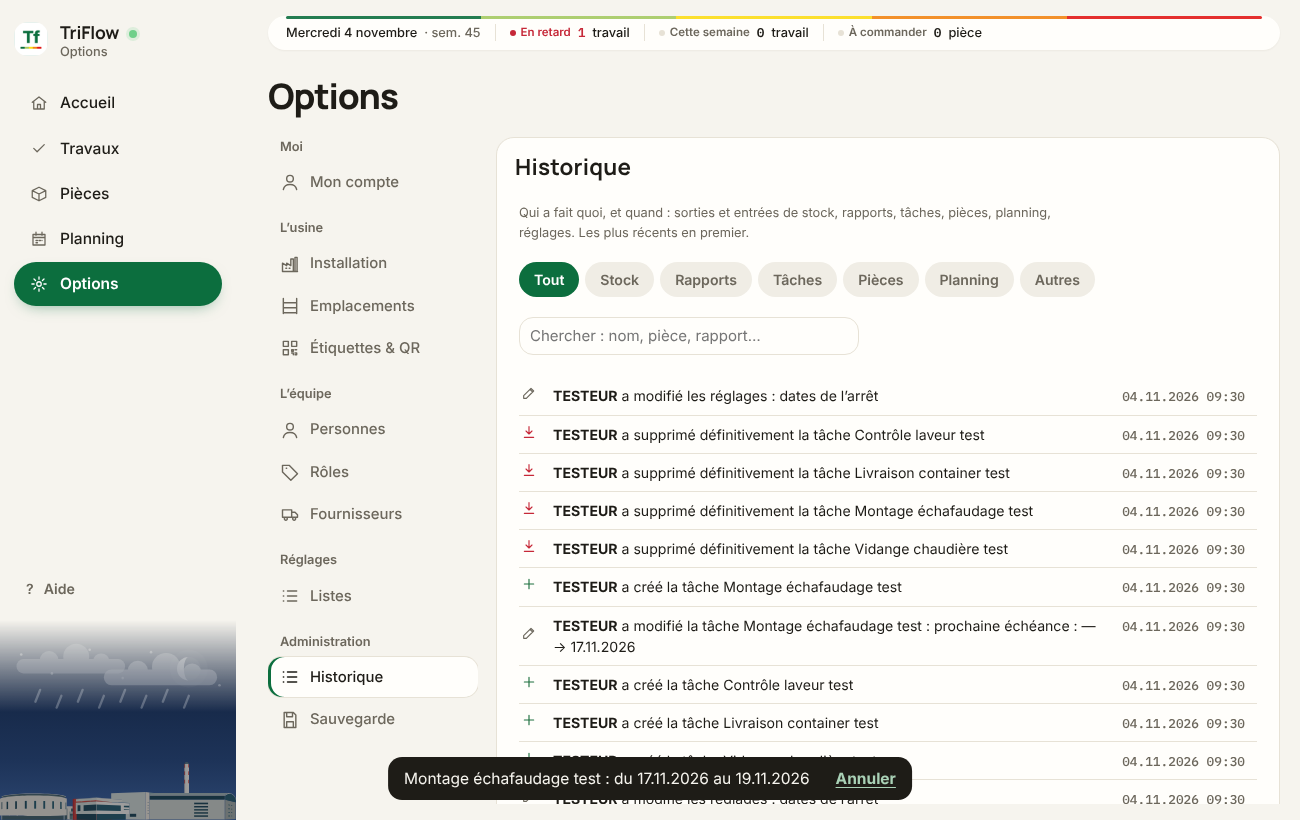 Tf
TriFlow
Options
Accueil
Travaux
Pièces
Planning
Options
? Aide
Mercredi 4 novembre · sem. 45
En retard 1 travail
Cette semaine 0 travail
À commander 0 pièce
Options
Moi
Mon compte
L’usine
Installation
Emplacements
Étiquettes & QR
L’équipe
Personnes
Rôles
Fournisseurs
Réglages
Listes
Administration
Historique
Sauvegarde
Historique
Qui a fait quoi, et quand : sorties et entrées de stock, rapports, tâches, pièces, planning,
réglages. Les plus récents en premier.
Tout Stock Rapports Tâches Pièces Planning Autres
Chercher : nom, pièce, rapport…
TESTEUR a modifié les réglages : dates de l’arrêt 04.11.2026 09:30
TESTEUR a supprimé définitivement la tâche Contrôle laveur test 04.11.2026 09:30
TESTEUR a supprimé définitivement la tâche Livraison container test 04.11.2026 09:30
TESTEUR a supprimé définitivement la tâche Montage échafaudage test 04.11.2026 09:30
TESTEUR a supprimé définitivement la tâche Vidange chaudière test 04.11.2026 09:30
TESTEUR a créé la tâche Montage échafaudage test 04.11.2026 09:30
TESTEUR a modifié la tâche Montage échafaudage test : prochaine échéance : — 04.11.2026 09:30
→ 17.11.2026
TESTEUR a créé la tâche Contrôle laveur test 04.11.2026 09:30
TESTEUR a créé la tâche Livraison container test 04.11.2026 09:30
04.11.2026 09:30
Montage échafaudage test : du 17.11.2026 au 19.11.2026 Annuler
TESTEUR a modifié les réglages : dates de l’arrêt 04.11.2026 09:30